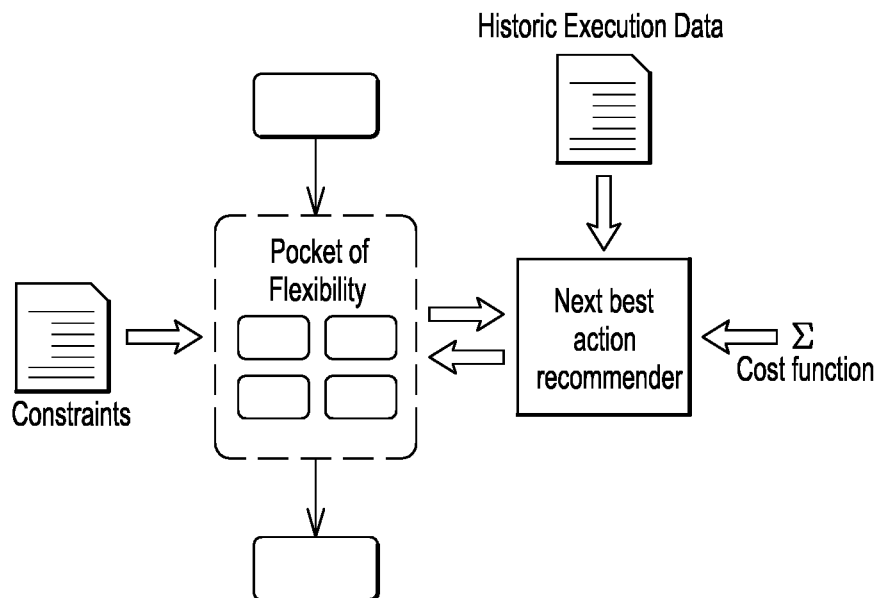 Historic Execution Data
Pocket of
Flexibility
Next best
action
recommender
Σ
Cost function
Constraints